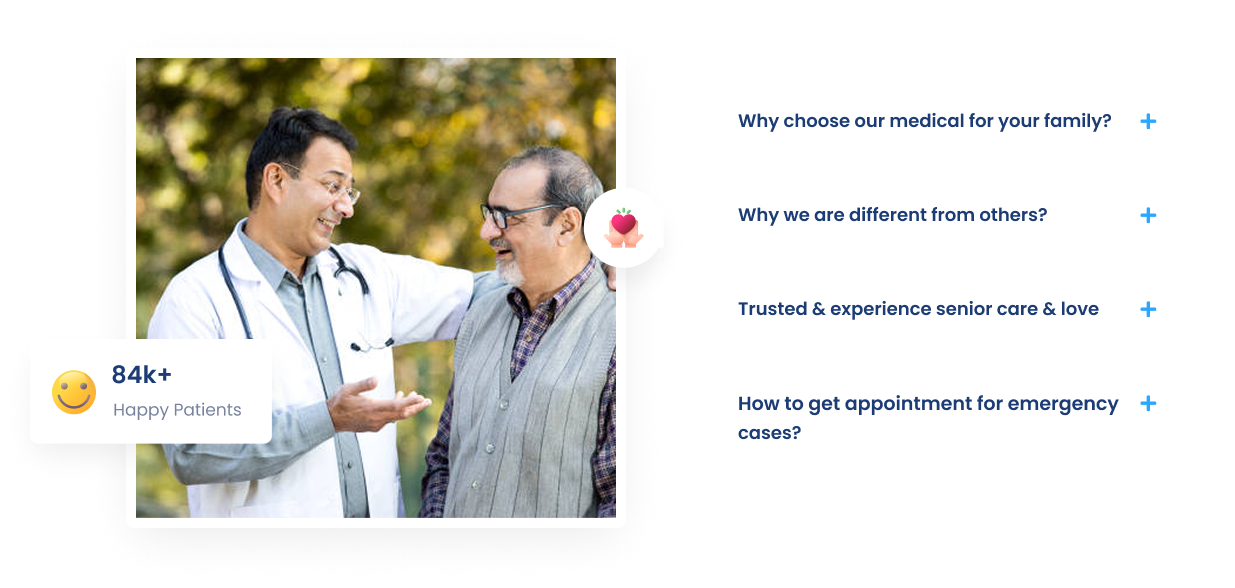 84k+
Happy Patients
Why choose our medical for your family?
Why we are different from others?
Trusted & experience senior care & love
How to get appointment for emergency
cases?